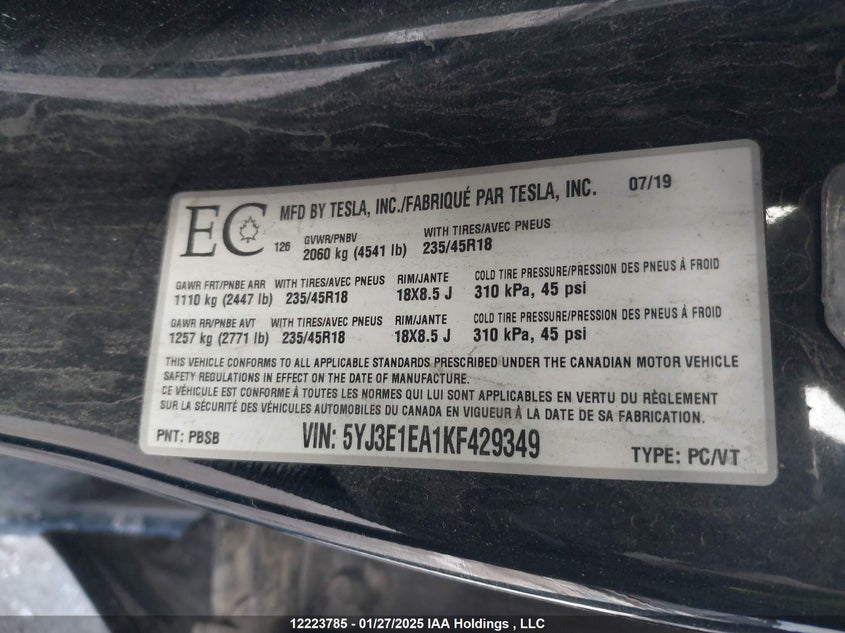 EC
126
MFD BY TESLA, INC./FABRIQUÉ PAR TESLA, INC. 07/19
GVWR/PNBV WITH TIRES/AVEC PNEUS
2060 kg (4541 lb) 235/45R18
GAWR FRT/PNBE ARR WITH TIRES/AVEC PNEUS RIM/JANTE COLD TIRE PRESSURE/PRESSION DES PNEUS À FROID
1110 kg (2447 lb) 235/45R18 18X8.5 J 310 kPa, 45 psi
GAWR RR/PNBE AVT WITH TIRES/AVEC PNEUS RIM/JANTE COLD TIRE PRESSURE/PRESSION DES PNEUS À FROID
1257 kg (2771 lb) 235/45R18 18X8.5 J 310 kPa, 45 psi
THIS VEHICLE CONFORMS TO ALL APPLICABLE STANDARDS PRESCRIBED UNDER THE CANADIAN MOTOR VEHICLE
SAFETY REGULATIONS IN EFFECT ON THE DATE OF MANUFACTURE.
CE VÉHICULE EST CONFORME À TOUTES LES NORMES QUI LUI SONT APPLICABLES EN VERTU DU RÈGLEMENT
SUR LA SÉCURITÉ DES VÉHICULES AUTOMOBILES DU CANADA EN VIGUEUR À LA DATE DE SA FABRICATION
PNT: PBSB VIN: 5YJ3E1EA1KF429349 TYPE: PC/VT
12223785 - 01/27/2025 IAA Holdings , LLC